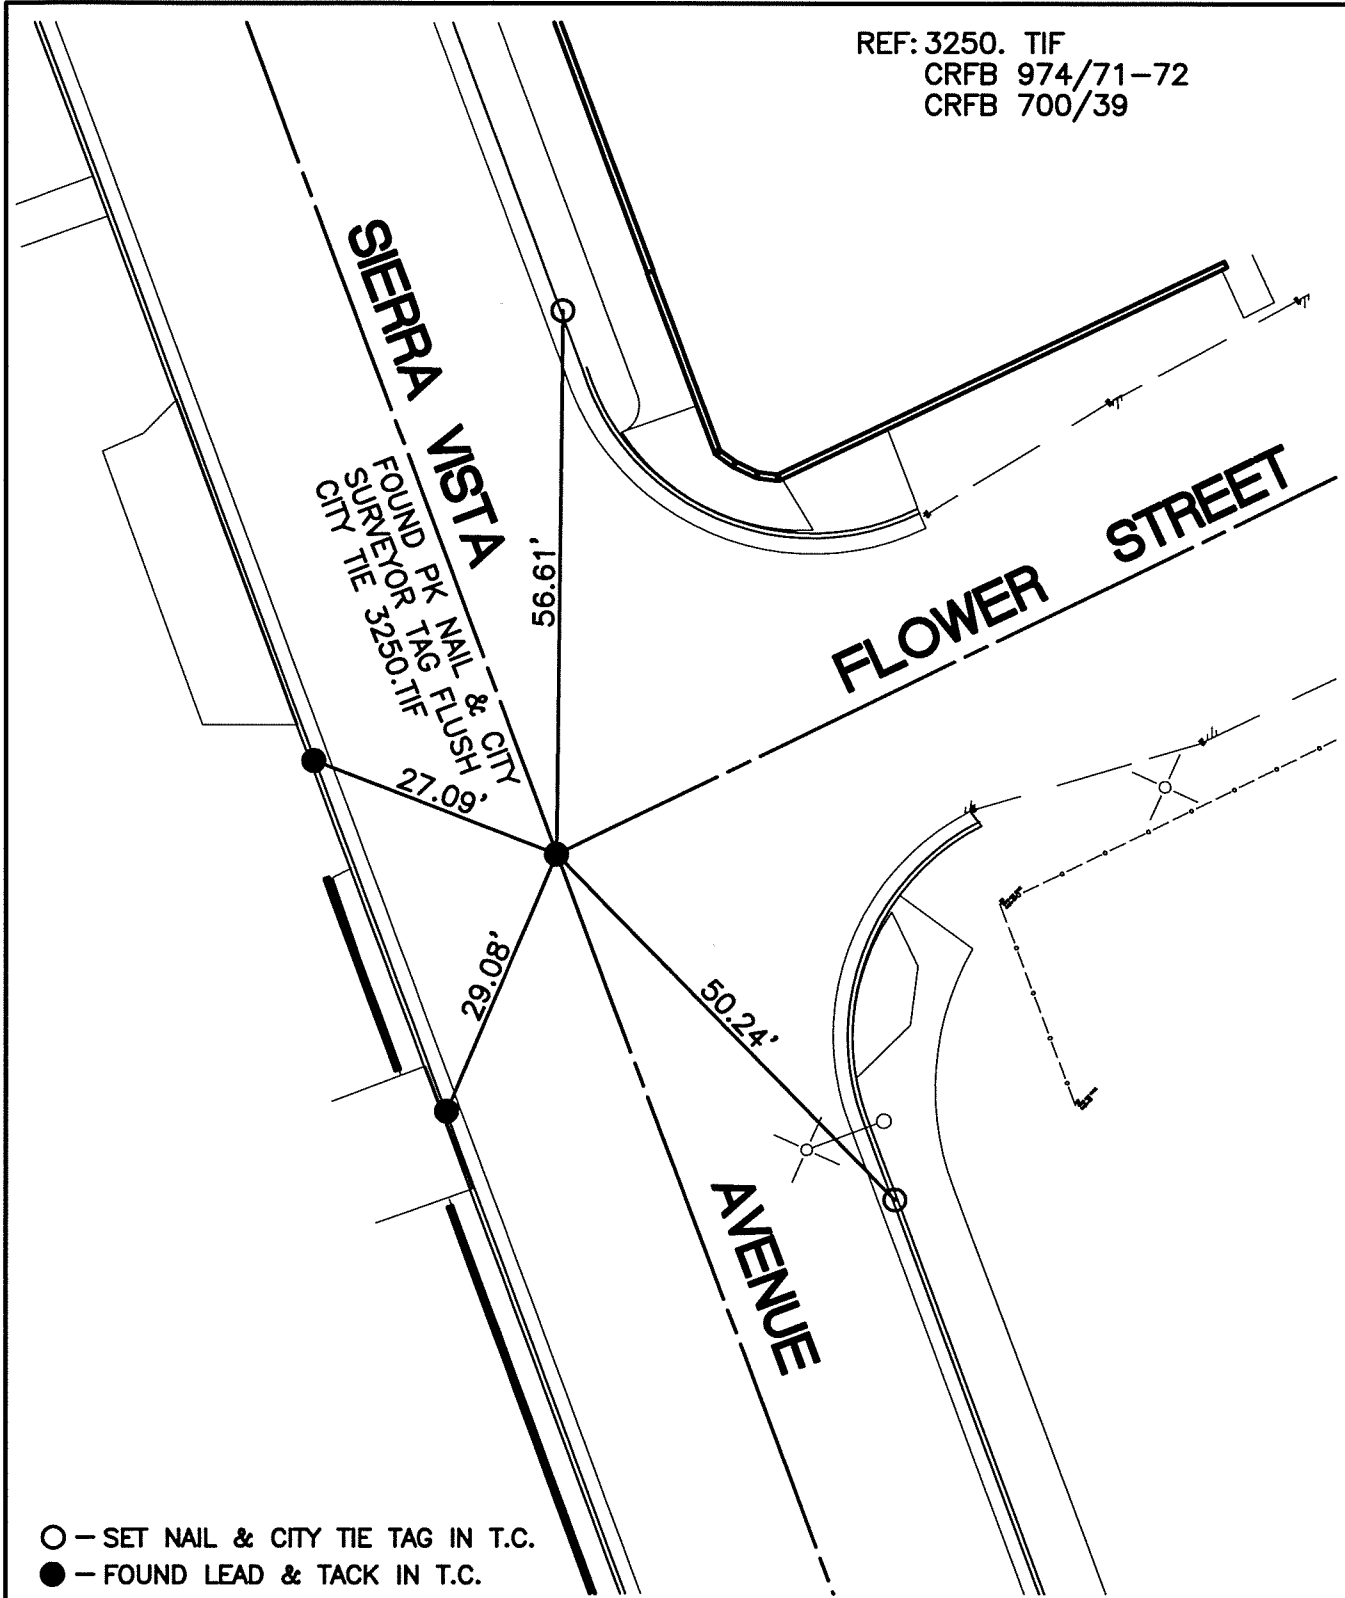 REF: 3250. TIF
CRFB 974/71-72
CRFB 700/39
SIERRA VISTA
FOUND PK NAIL & CITY
SURVEYOR TAG FLUSH
CITY TIE 3250.TIF
56.61'
FLOWER STREET
27.09'
29.08'
50.24'
AVENUE
○ – SET NAIL & CITY TIE TAG IN T.C.
● – FOUND LEAD & TACK IN T.C.